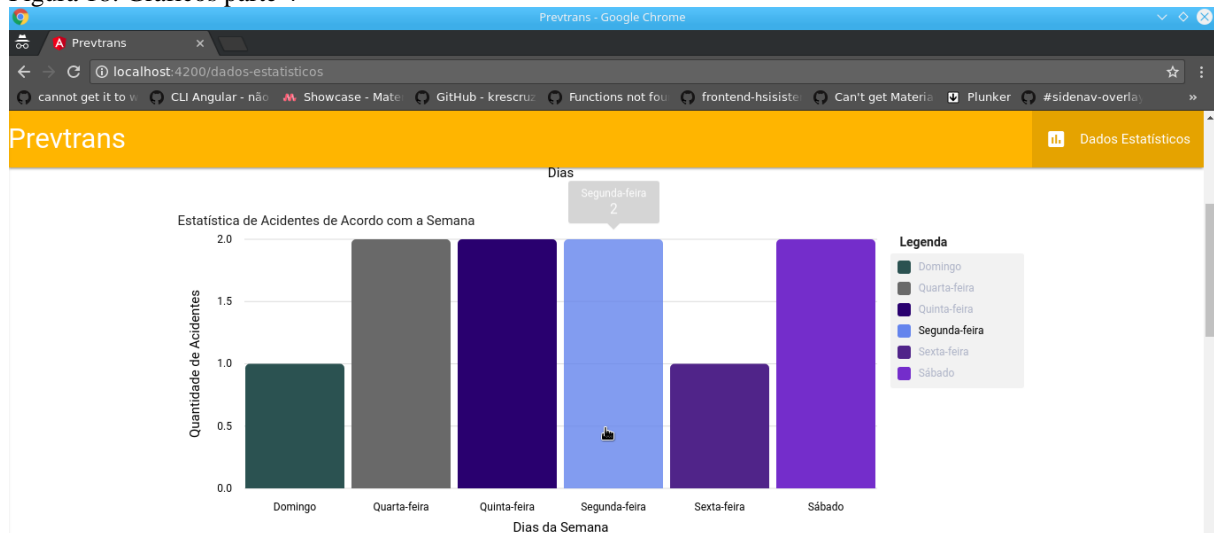 Prevtrans - Google Chrome
Prevtrans
localhost:4200/dados-estatisticos
cannot get it to w CLI Angular - não Showcase - Mate GitHub - krescruz Functions not fou frontend-hsisiste Can't get Materia Plunker #sidenav-overlay »
Prevtrans
Dados Estatísticos
Dias
Segunda-feira
2
Estatística de Acidentes de Acordo com a Semana
Quantidade de Acidentes
2.0
1.5
1.0
0.5
0.0
Domingo Quarta-feira Quinta-feira Segunda-feira Sexta-feira Sábado
Dias da Semana
Legenda
Domingo
Quarta-feira
Quinta-feira
Segunda-feira
Sexta-feira
Sábado